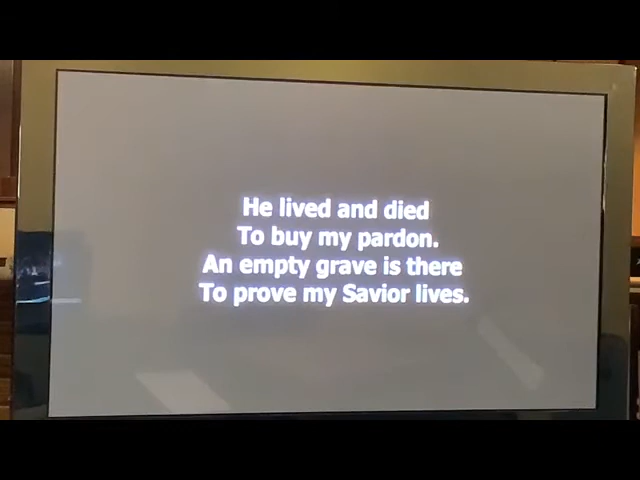 He lived and died
To buy my pardon.
An empty grave is there
To prove my Savior lives.